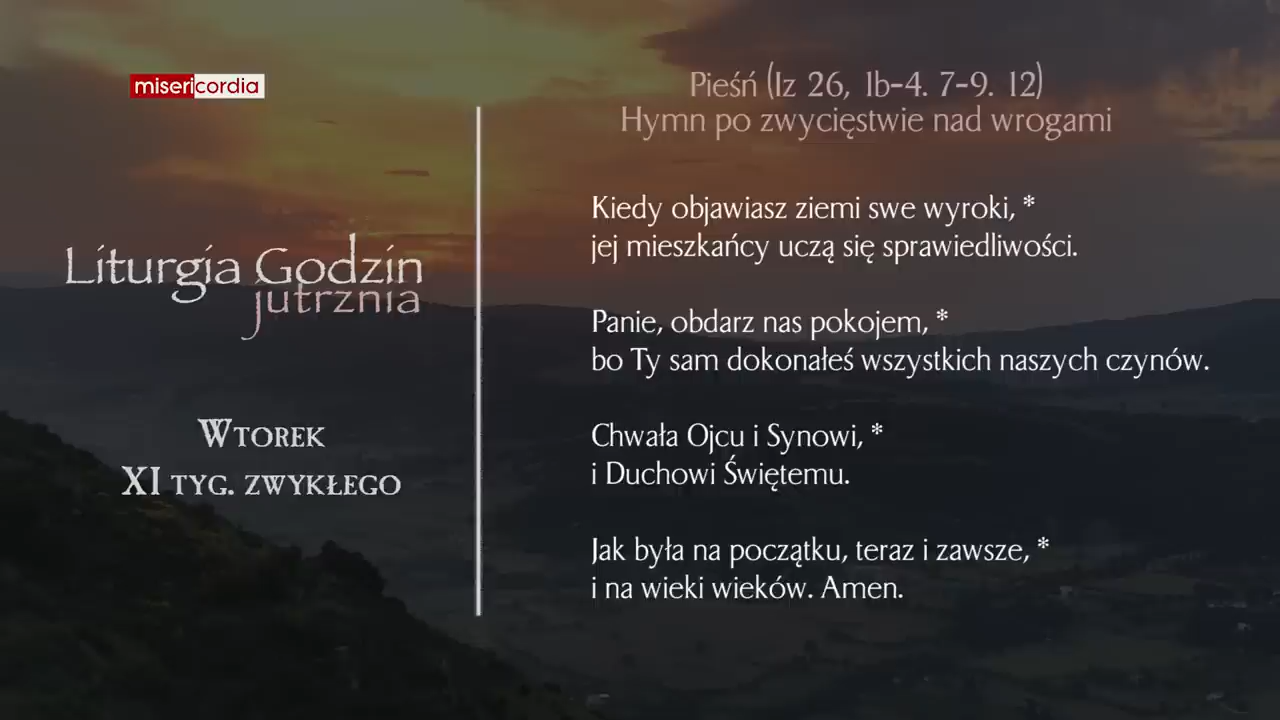 misericordia
Liturgia Godzin
jutrznia
Wtorek
XI tyg. zwykłego
Pieśń (Iz 26, 1b-4. 7-9. 12)
Hymn po zwycięstwie nad wrogami
Kiedy objawiasz ziemi swe wyroki, *
jej mieszkańcy uczą się sprawiedliwości.
Panie, obdarz nas pokojem, *
bo Ty sam dokonałeś wszystkich naszych czynów.
Chwała Ojcu i Synowi, *
i Duchowi Świętemu.
Jak była na początku, teraz i zawsze, *
i na wieki wieków. Amen.